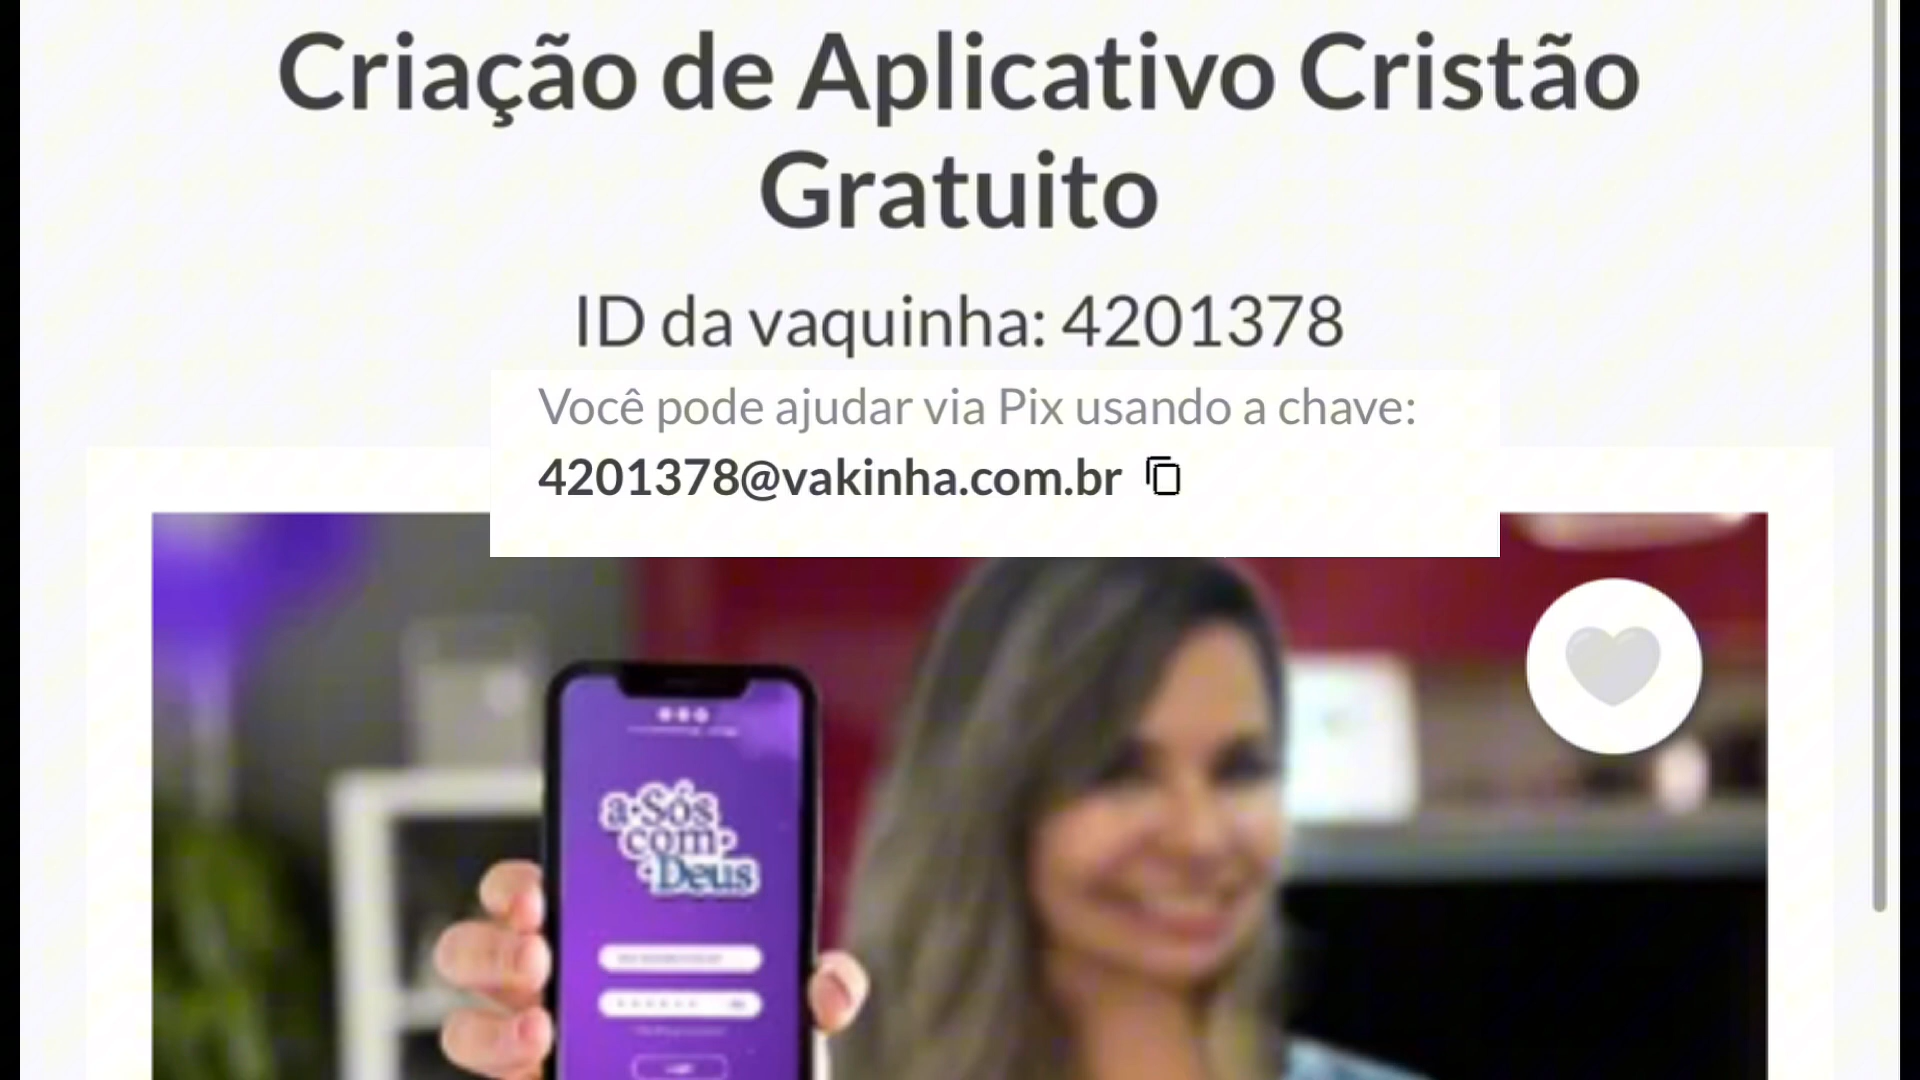 Criação de Aplicativo Cristão
Gratuito
ID da vaquinha: 4201378
Você pode ajudar via Pix usando a chave:
4201378@vakinha.com.br
a·Sós
com·
·Deus